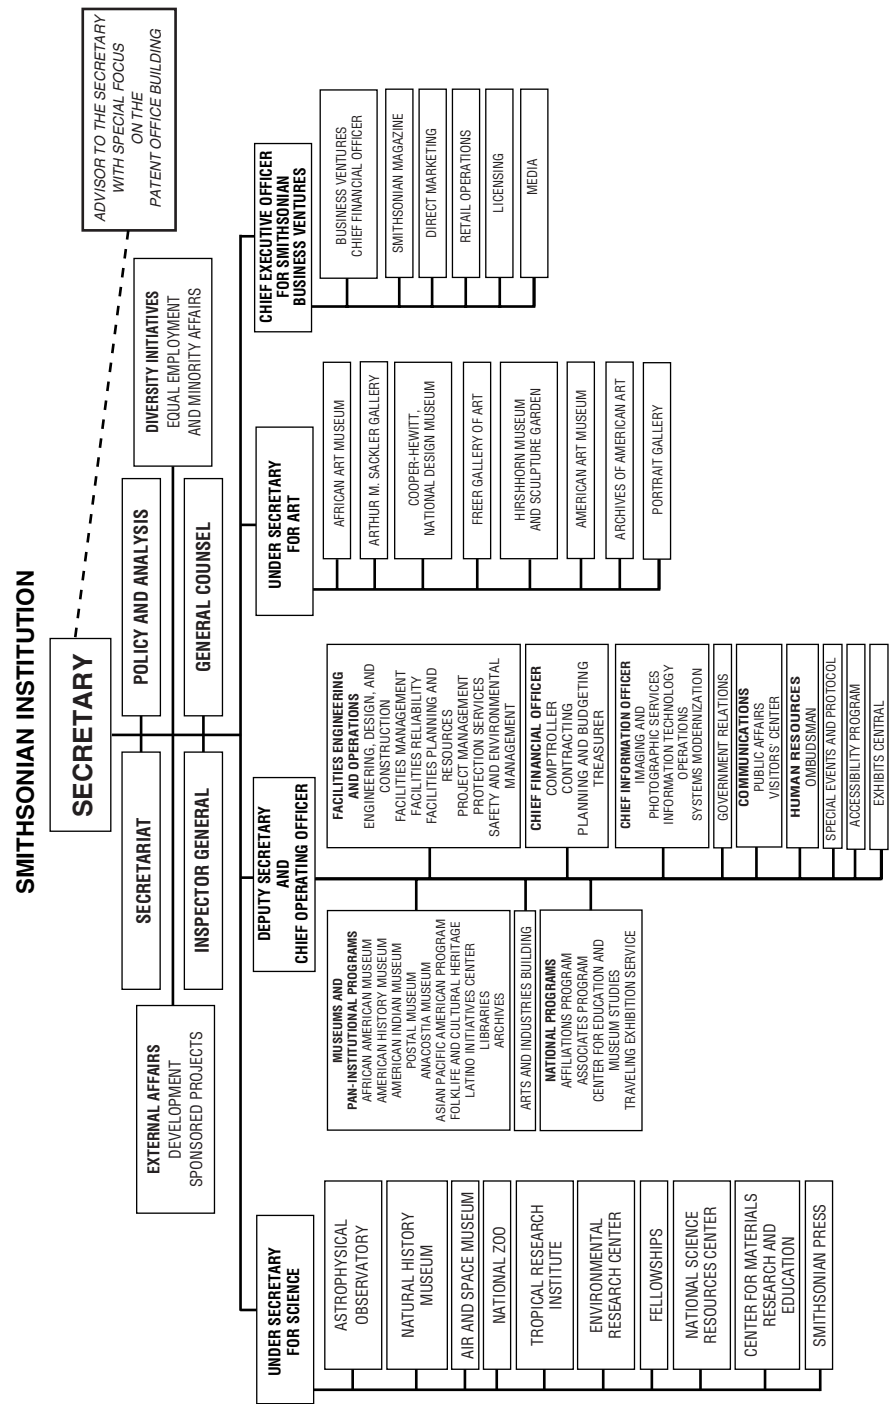 SMITHSONIAN INSTITUTION
SECRETARY
ADVISOR TO THE SECRETARY
WITH SPECIAL FOCUS
ON THE
PATENT OFFICE BUILDING
SECRETARIAT
POLICY AND ANALYSIS
EXTERNAL AFFAIRS
DEVELOPMENT
SPONSORED PROJECTS
DIVERSITY INITIATIVES
EQUAL EMPLOYMENT
AND MINORITY AFFAIRS
INSPECTOR GENERAL
GENERAL COUNSEL
UNDER SECRETARY
FOR SCIENCE
ASTROPHYSICAL
OBSERVATORY
NATURAL HISTORY
MUSEUM
AIR AND SPACE MUSEUM
NATIONAL ZOO
TROPICAL RESEARCH
INSTITUTE
ENVIRONMENTAL
RESEARCH CENTER
FELLOWSHIPS
NATIONAL SCIENCE
RESOURCES CENTER
CENTER FOR MATERIALS
RESEARCH AND
EDUCATION
SMITHSONIAN PRESS
DEPUTY SECRETARY
AND
CHIEF OPERATING OFFICER
MUSEUMS AND
PAN-INSTITUTIONAL PROGRAMS
AFRICAN AMERICAN MUSEUM
AMERICAN HISTORY MUSEUM
AMERICAN INDIAN MUSEUM
POSTAL MUSEUM
ANACOSTIA MUSEUM
ASIAN PACIFIC AMERICAN PROGRAM
FOLKLIFE AND CULTURAL HERITAGE
LATINO INITIATIVES CENTER
LIBRARIES
ARCHIVES
ARTS AND INDUSTRIES BUILDING
NATIONAL PROGRAMS
AFFILIATIONS PROGRAM
ASSOCIATES PROGRAM
CENTER FOR EDUCATION AND
MUSEUM STUDIES
TRAVELING EXHIBITION SERVICE
FACILITIES ENGINEERING
AND OPERATIONS
ENGINEERING, DESIGN, AND
CONSTRUCTION
FACILITIES MANAGEMENT
FACILITIES RELIABILITY
FACILITIES PLANNING AND
RESOURCES
PROJECT MANAGEMENT
PROTECTION SERVICES
SAFETY AND ENVIRONMENTAL
MANAGEMENT
CHIEF FINANCIAL OFFICER
COMPTROLLER
CONTRACTING
PLANNING AND BUDGETING
TREASURER
CHIEF INFORMATION OFFICER
IMAGING AND
PHOTOGRAPHIC SERVICES
INFORMATION TECHNOLOGY
OPERATIONS
SYSTEMS MODERNIZATION
GOVERNMENT RELATIONS
COMMUNICATIONS
PUBLIC AFFAIRS
VISITORS' CENTER
HUMAN RESOURCES
OMBUDSMAN
SPECIAL EVENTS AND PROTOCOL
ACCESSIBILITY PROGRAM
EXHIBITS CENTRAL
UNDER SECRETARY
FOR ART
AFRICAN ART MUSEUM
ARTHUR M. SACKLER GALLERY
COOPER-HEWITT,
NATIONAL DESIGN MUSEUM
FREER GALLERY OF ART
HIRSHHORN MUSEUM
AND SCULPTURE GARDEN
AMERICAN ART MUSEUM
ARCHIVES OF AMERICAN ART
PORTRAIT GALLERY
CHIEF EXECUTIVE OFFICER
FOR SMITHSONIAN
BUSINESS VENTURES
BUSINESS VENTURES
CHIEF FINANCIAL OFFICER
SMITHSONIAN MAGAZINE
DIRECT MARKETING
RETAIL OPERATIONS
LICENSING
MEDIA